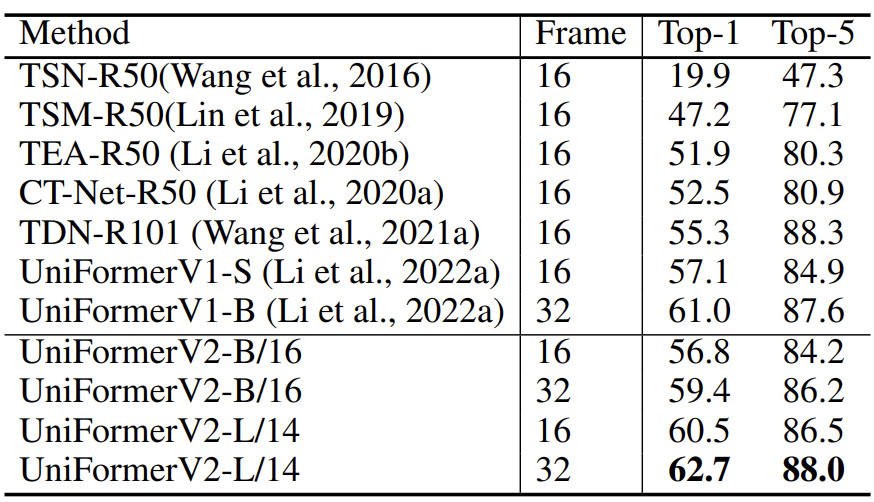 Method Frame Top-1 Top-5
TSN-R50(Wang et al., 2016) 16 19.9 47.3
TSM-R50(Lin et al., 2019) 16 47.2 77.1
TEA-R50 (Li et al., 2020b) 16 51.9 80.3
CT-Net-R50 (Li et al., 2020a) 16 52.5 80.9
TDN-R101 (Wang et al., 2021a) 16 55.3 88.3
UniFormerV1-S (Li et al., 2022a) 16 57.1 84.9
UniFormerV1-B (Li et al., 2022a) 32 61.0 87.6
UniFormerV2-B/16 16 56.8 84.2
UniFormerV2-B/16 32 59.4 86.2
UniFormerV2-L/14 16 60.5 86.5
UniFormerV2-L/14 32 62.7 88.0